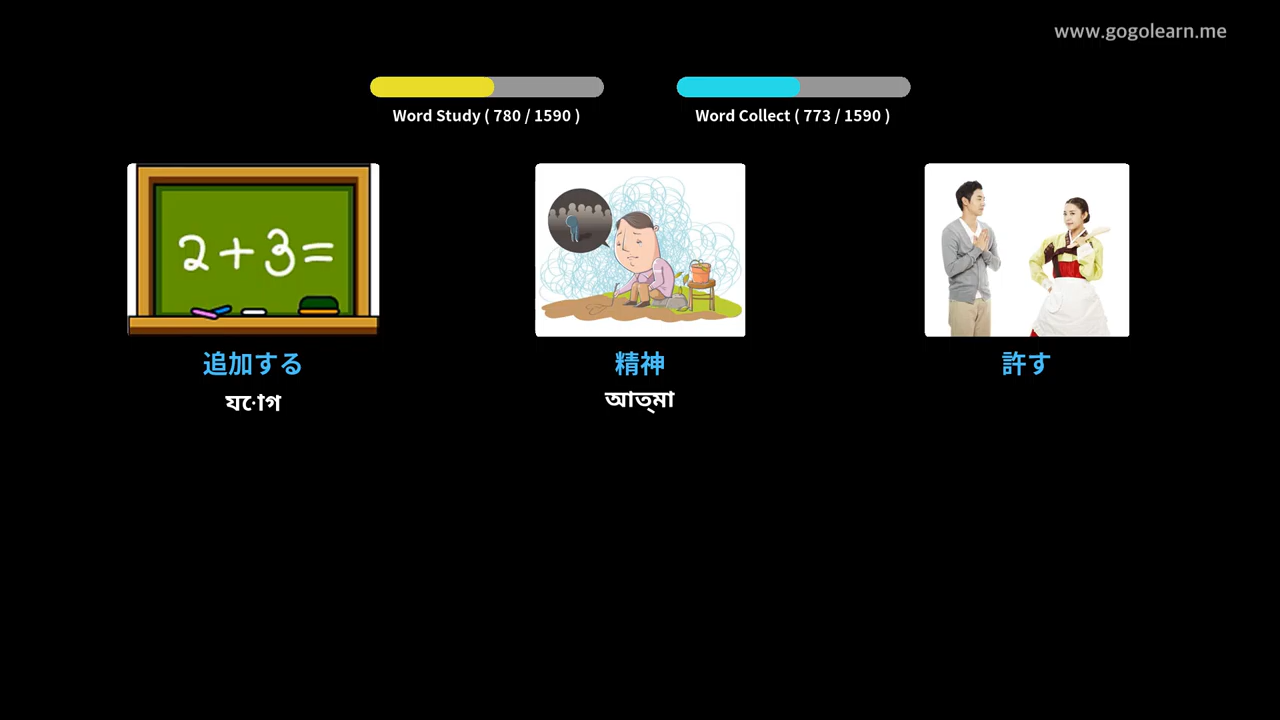 www.gogolearn.me
Word Study ( 780 / 1590 )
Word Collect ( 773 / 1590 )
2+3=
追加する
精神
許す
যোগ
আত্মা